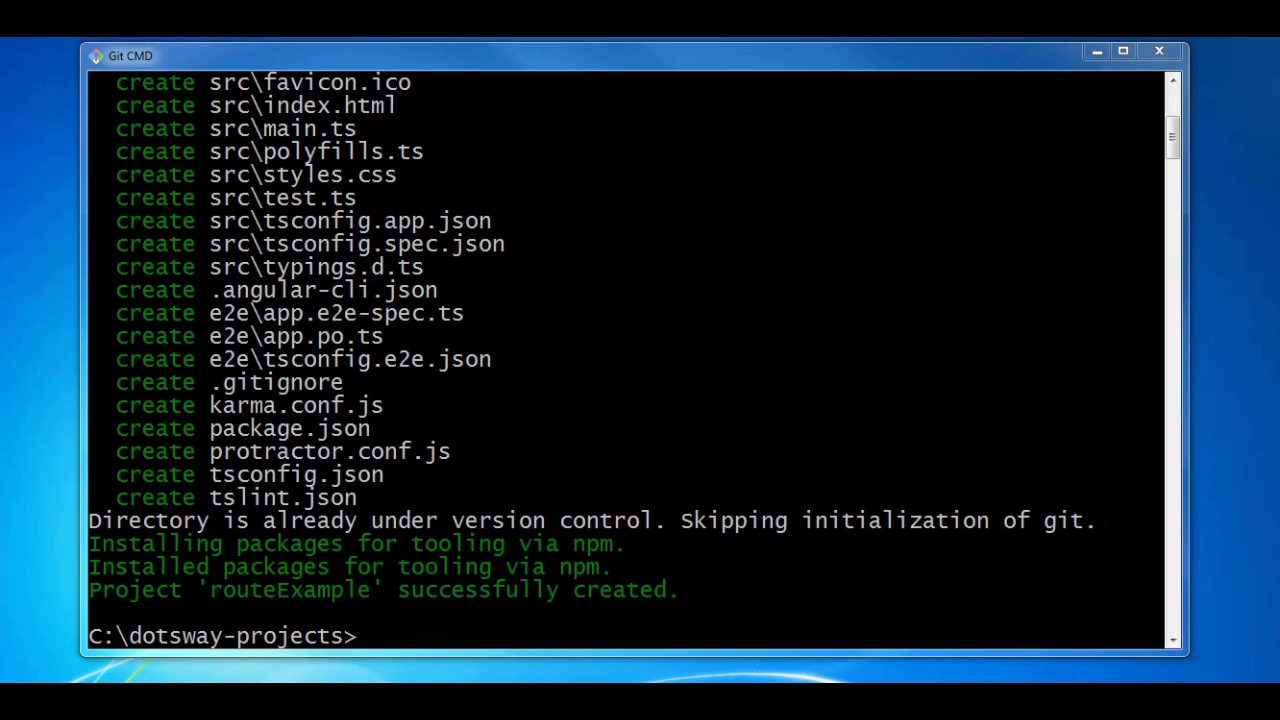 Git CMD
create src\favicon.ico
create src\index.html
create src\main.ts
create src\polyfills.ts
create src\styles.css
create src\test.ts
create src\tsconfig.app.json
create src\tsconfig.spec.json
create src\typings.d.ts
create .angular-cli.json
create e2e\app.e2e-spec.ts
create e2e\app.po.ts
create e2e\tsconfig.e2e.json
create .gitignore
create karma.conf.js
create package.json
create protractor.conf.js
create tsconfig.json
create tslint.json
Directory is already under version control. Skipping initialization of git.
Installing packages for tooling via npm.
Installed packages for tooling via npm.
Project 'routeExample' successfully created.
C:\dotsway-projects>